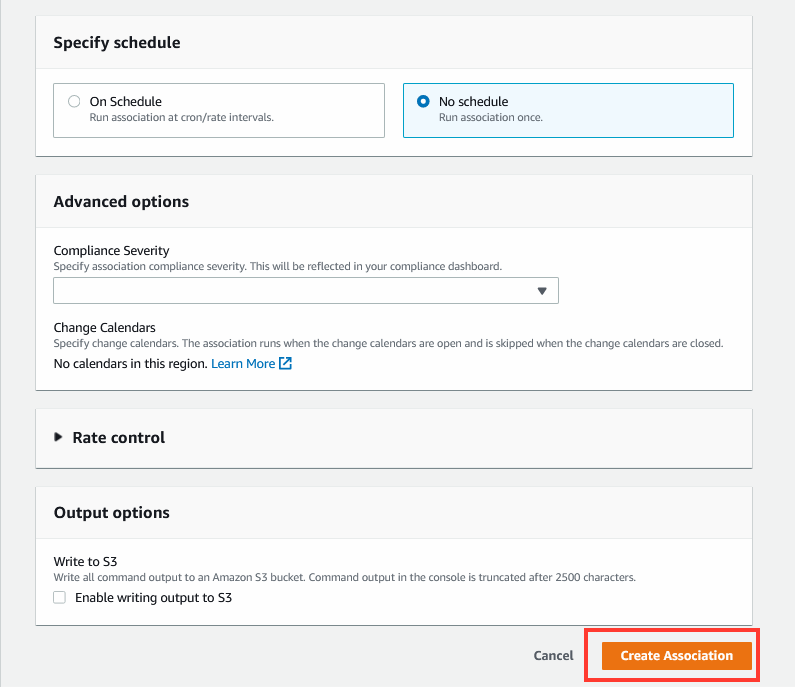 Specify schedule
On Schedule
Run association at cron/rate intervals.
No schedule
Run association once.
Advanced options
Compliance Severity
Specify association compliance severity. This will be reflected in your compliance dashboard.
Change Calendars
Specify change calendars. The association runs when the change calendars are open and is skipped when the change calendars are closed.
No calendars in this region. Learn More
Rate control
Output options
Write to S3
Write all command output to an Amazon S3 bucket. Command output in the console is truncated after 2500 characters.
Enable writing output to S3
Cancel
Create Association